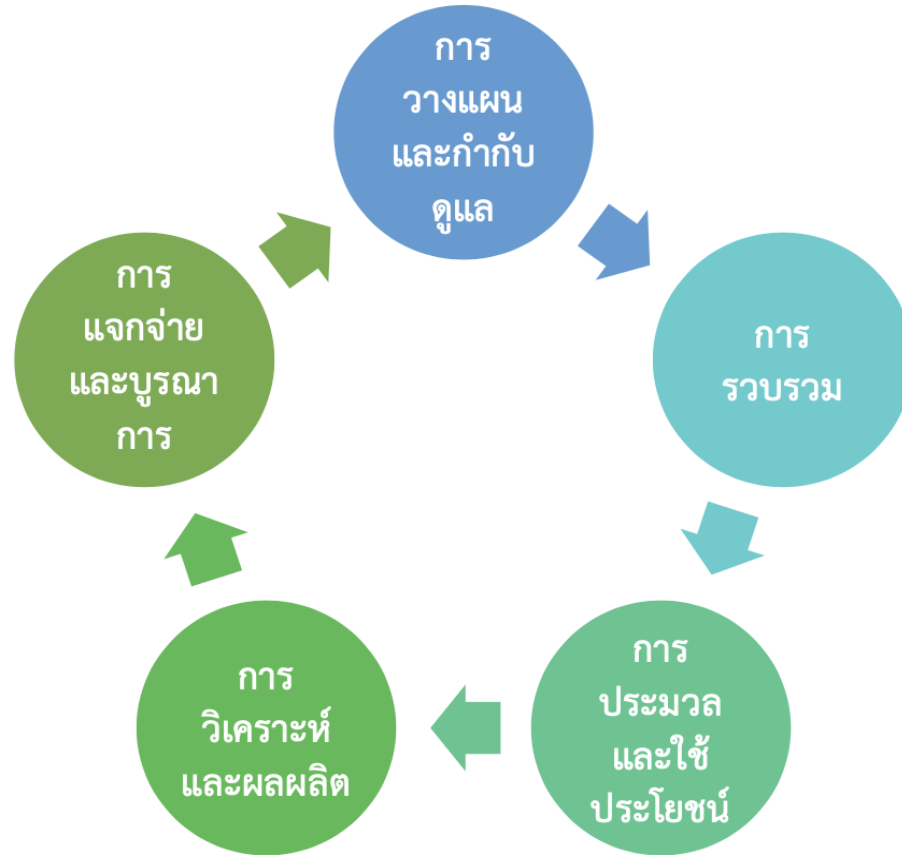 การ
วางแผน
และกำกับ
ดูแล
การ
รวบรวม
การ
ประมวล
และใช้
ประโยชน์
การ
วิเคราะห์
และผลผลิต
การ
แจกจ่าย
และบูรณา
การ